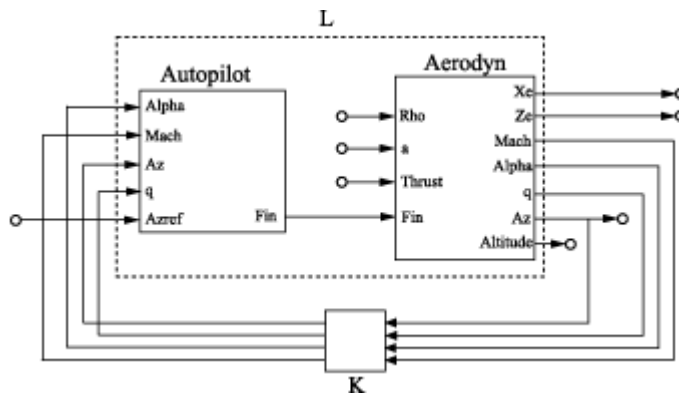 L
Autopilot
Alpha
Mach
Az
q
Azref
Fin
Aerodyn
Rho
a
Thrust
Fin
Xe
Ze
Mach
Alpha
q
Az
Altitude
K